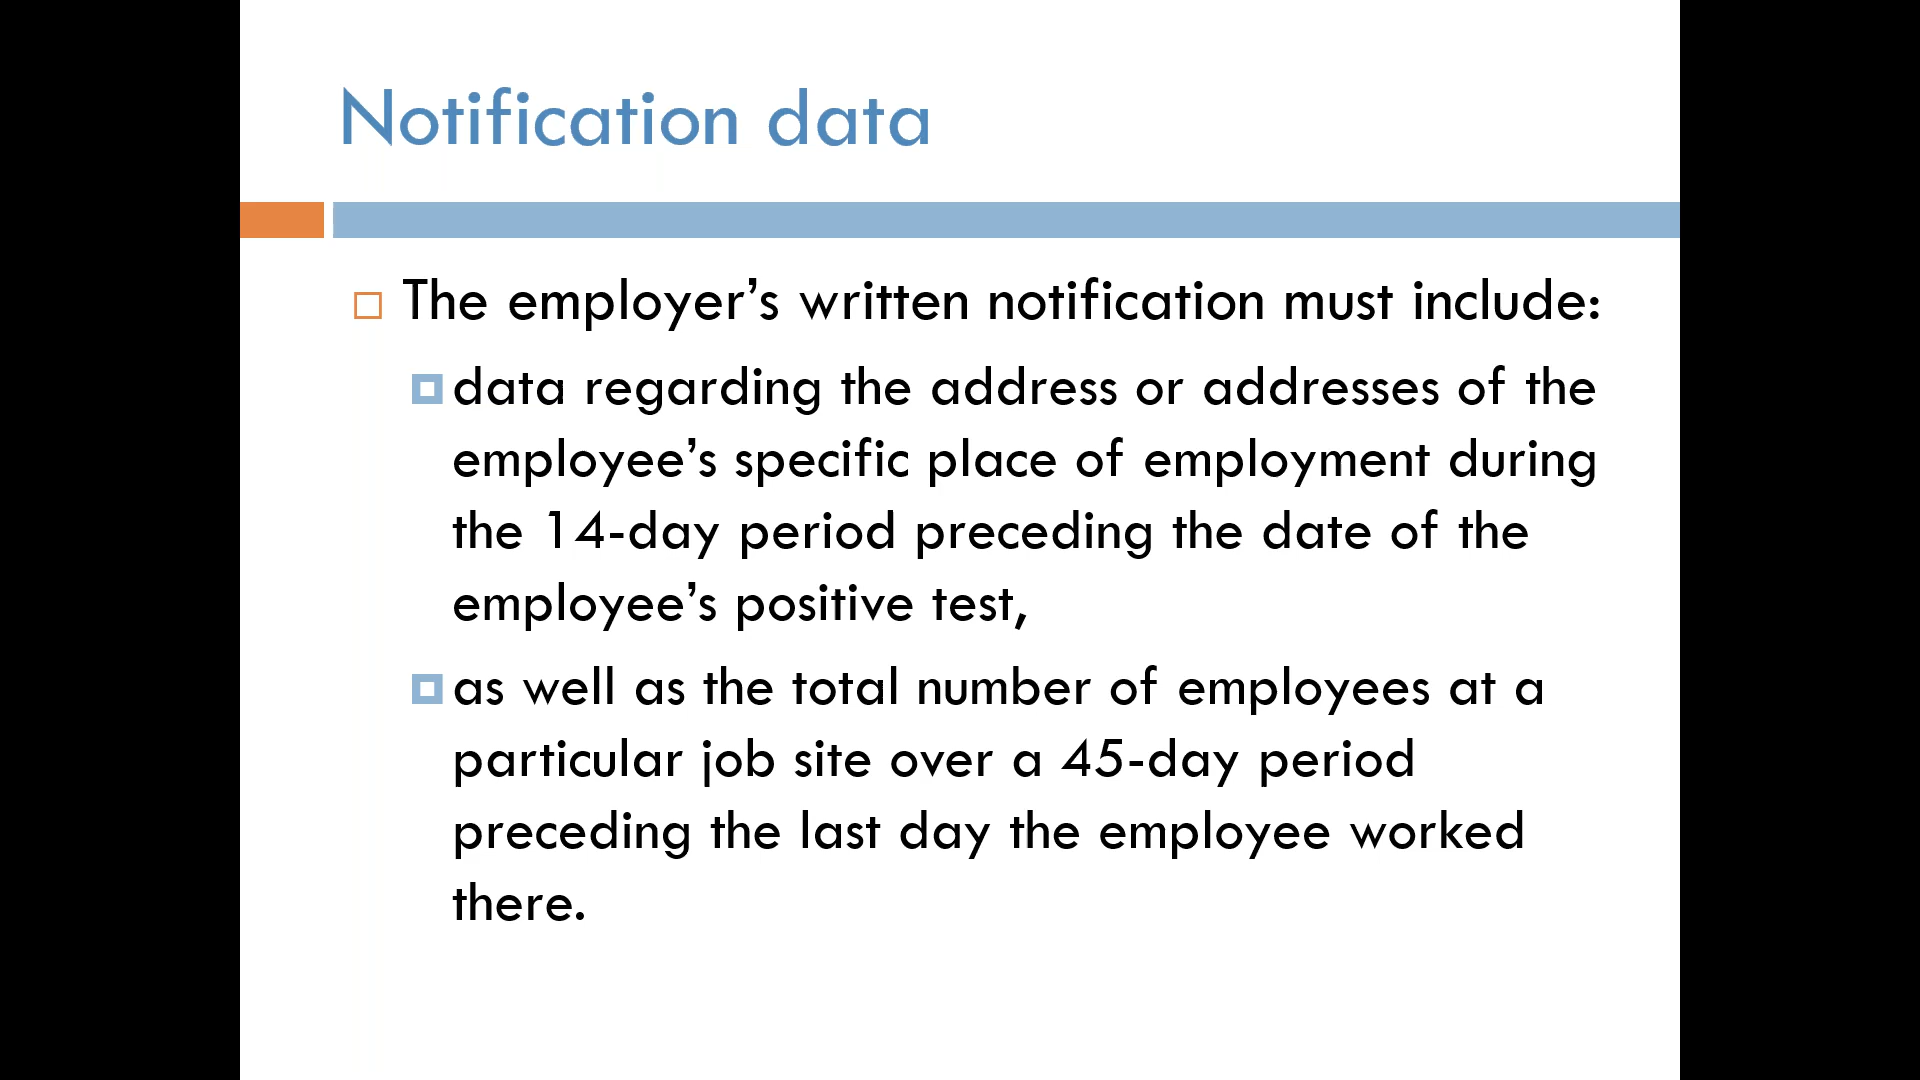 Notification data
The employer’s written notification must include:
data regarding the address or addresses of the
employee’s specific place of employment during
the 14-day period preceding the date of the
employee’s positive test,
as well as the total number of employees at a
particular job site over a 45-day period
preceding the last day the employee worked
there.